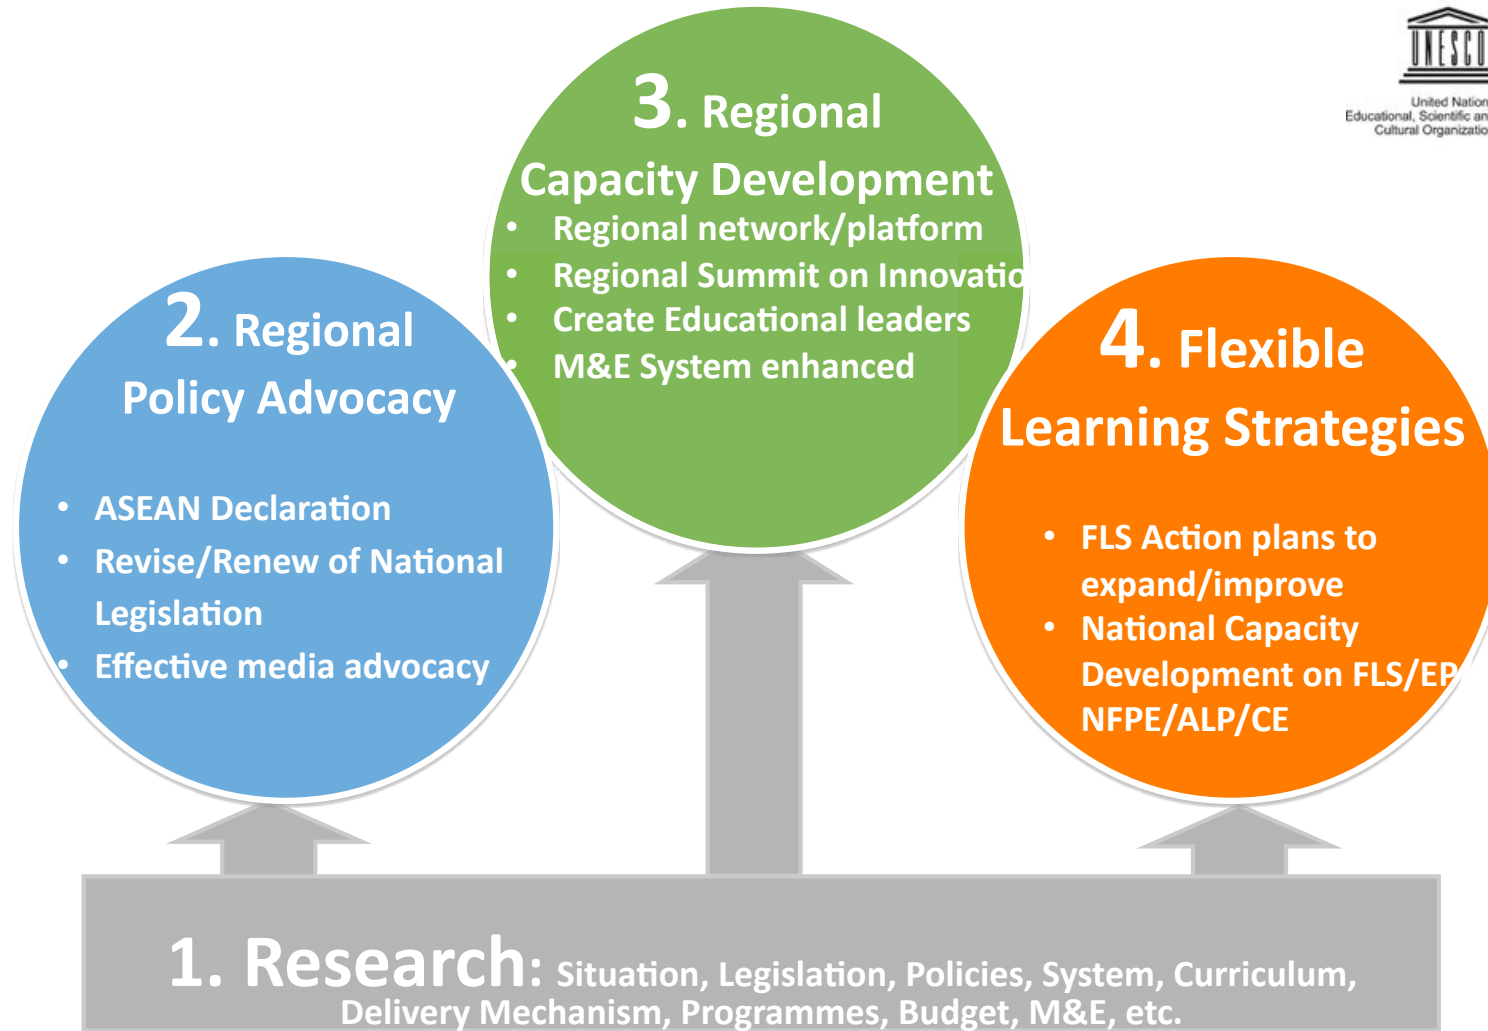 UNESCO
United Nation
Educational, Scientific an
Cultural Organizatio
3. Regional
Capacity Development
• Regional network/platform
• Regional Summit on Innovatio
• Create Educational leaders
• M&E System enhanced
2. Regional
Policy Advocacy
• ASEAN Declaration
• Revise/Renew of National
Legislation
• Effective media advocacy
4. Flexible
Learning Strategies
• FLS Action plans to
expand/improve
• National Capacity
Development on FLS/EP
NFPE/ALP/CE
1. Research: Situation, Legislation, Policies, System, Curriculum,
Delivery Mechanism, Programmes, Budget, M&E, etc.